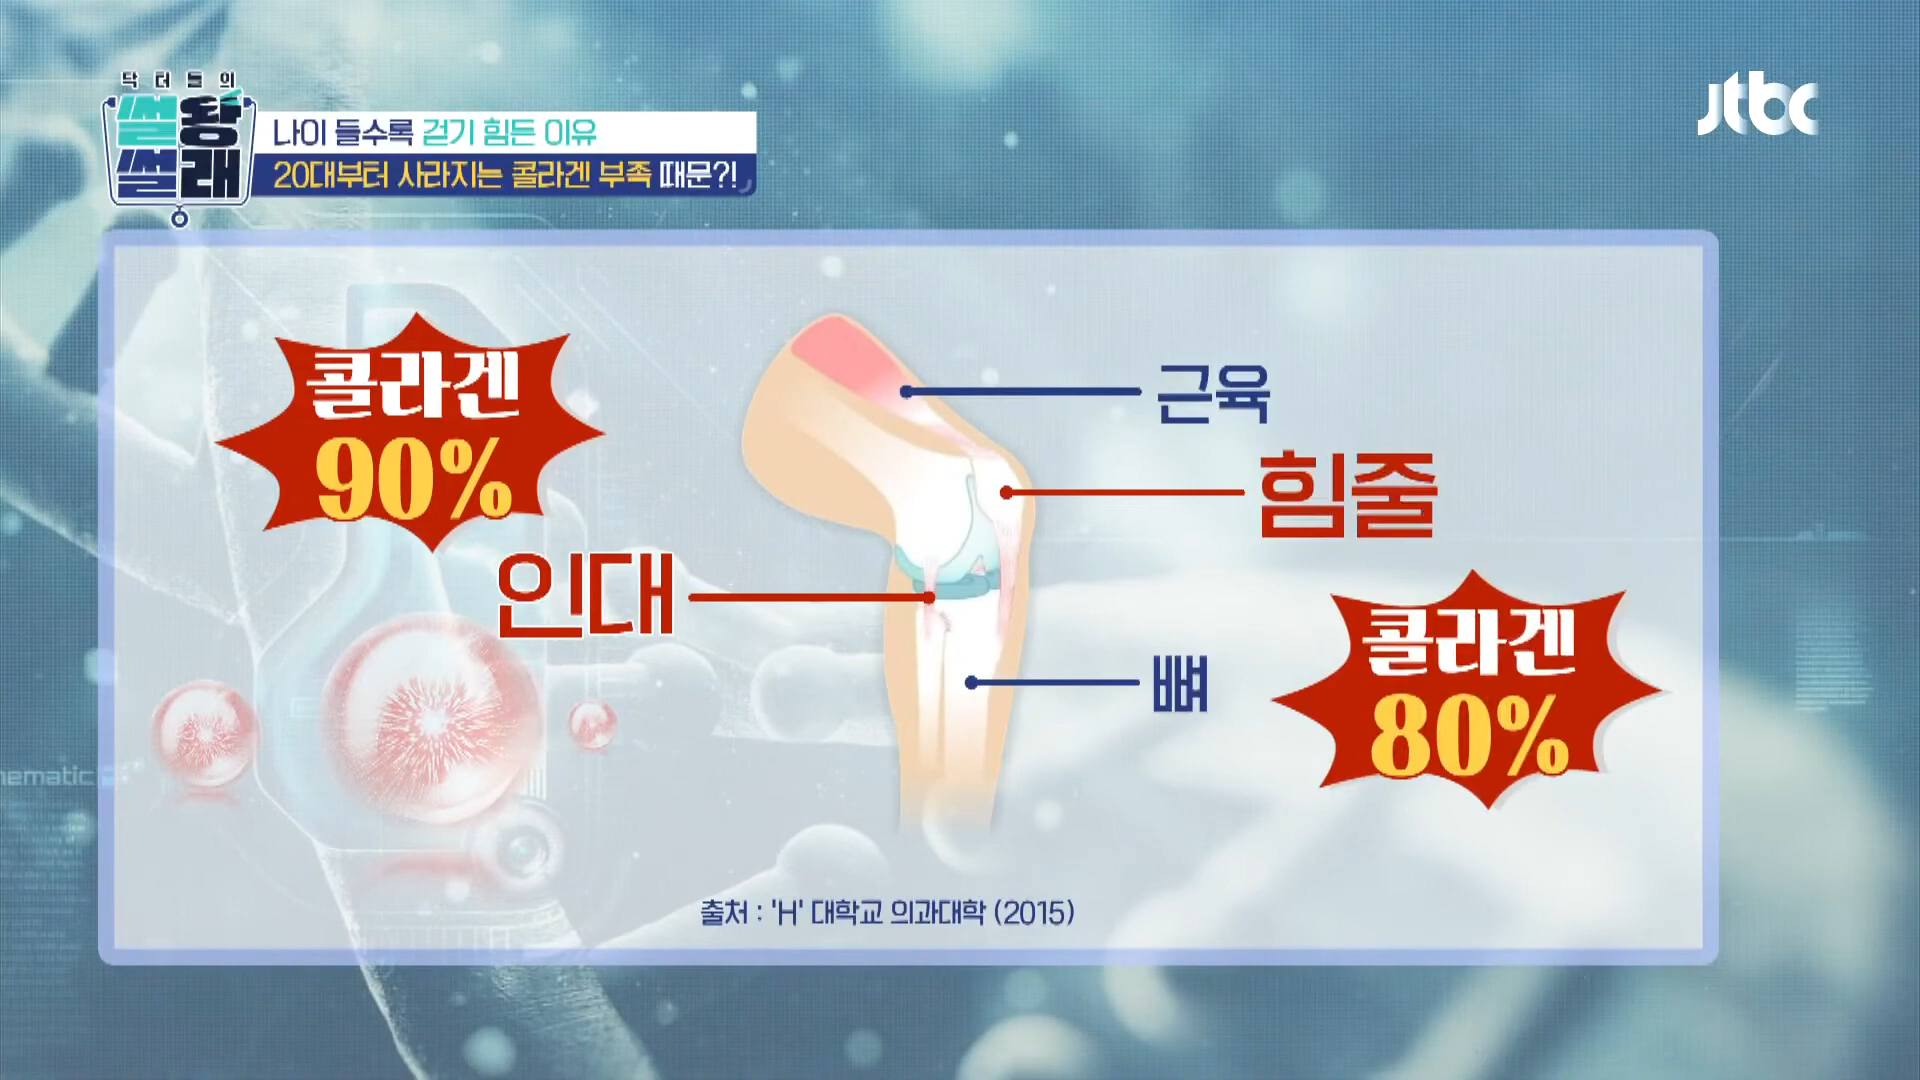 닥터들의
썰왕
썰래
나이 들수록 걷기 힘든 이유
20대부터 사라지는 콜라겐 부족 때문?!
jtbc
콜라겐
90%
근육
힘줄
인대
뼈
콜라겐
80%
nematic
출처 : 'H' 대학교 의과대학 (2015)